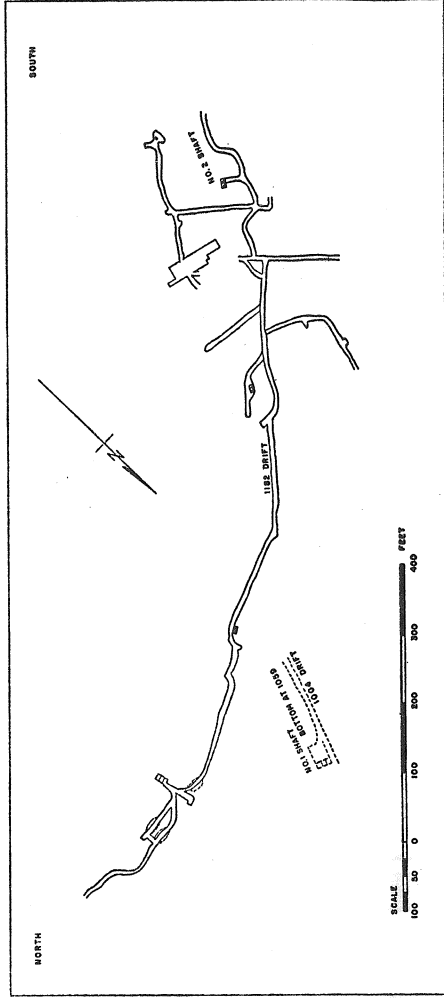 SOUTH
NO. 2 SHAFT
N
1182 DRIFT
NO.1 SHAFT
BOTTOM AT 1059
1004 DRIFT
NORTH
SCALE
FEET
100 50 0 100 200 300 400